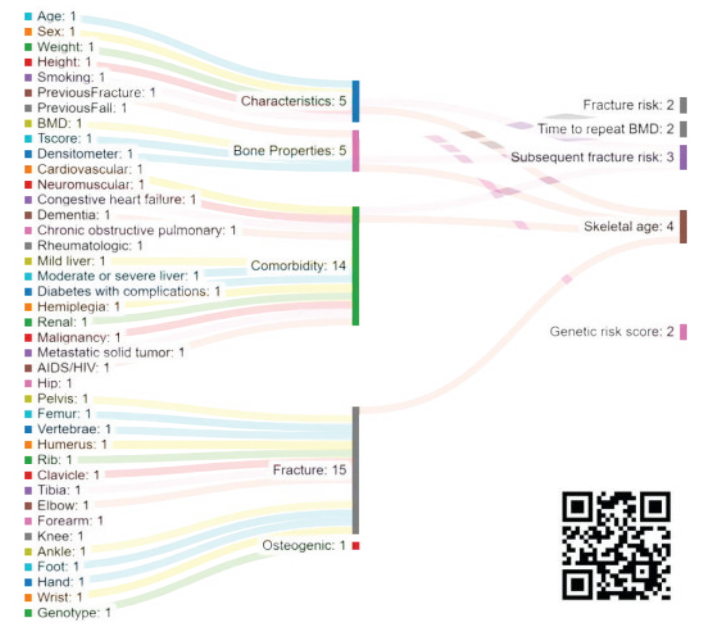 Age: 1
Sex: 1
Weight: 1
Height: 1
Smoking: 1
PreviousFracture: 1
PreviousFall: 1
BMD: 1
Tscore: 1
Densitometer: 1
Cardiovascular: 1
Neuromuscular: 1
Congestive heart failure: 1
Dementia: 1
Chronic obstructive pulmonary: 1
Rheumatologic: 1
Mild liver: 1
Moderate or severe liver: 1
Diabetes with complications: 1
Hemiplegia: 1
Renal: 1
Malignancy: 1
Metastatic solid tumor: 1
AIDS/HIV: 1
Hip: 1
Pelvis: 1
Femur: 1
Vertebrae: 1
Humerus: 1
Rib: 1
Clavicle: 1
Tibia: 1
Elbow: 1
Forearm: 1
Knee: 1
Ankle: 1
Foot: 1
Hand: 1
Wrist: 1
Genotype: 1
Characteristics: 5
Bone Properties: 5
Comorbidity: 14
Fracture: 15
Osteogenic: 1
Fracture risk: 2
Time to repeat BMD: 2
Subsequent fracture risk: 3
Skeletal age: 4
Genetic risk score: 2